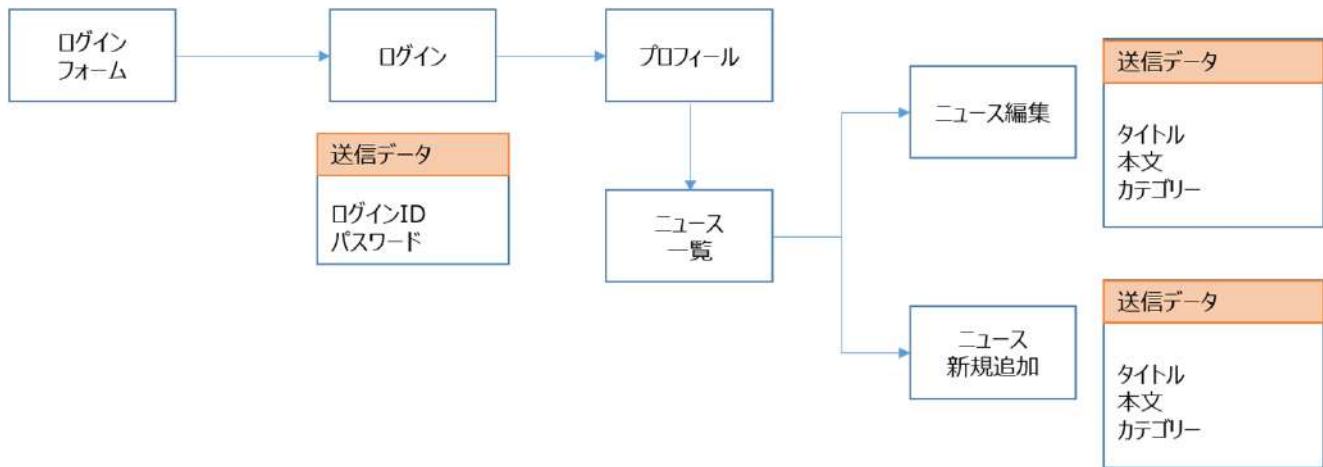 ログイン
フォーム
ログイン
プロフィール
送信データ
ログインID
パスワード
ニュース
一覧
ニュース編集
送信データ
タイトル
本文
カテゴリー
ニュース
新規追加
送信データ
タイトル
本文
カテゴリー